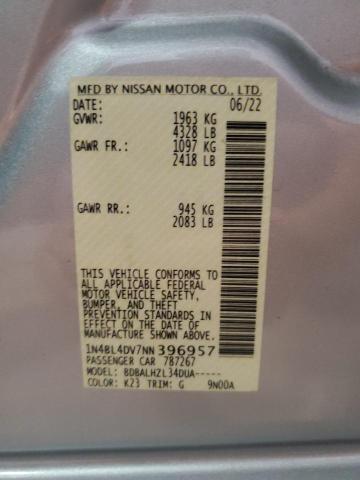 MFD BY NISSAN MOTOR CO., LTD.
DATE: 06/22
GVWR: 1963 KG
4328 LB
GAWR FR.: 1097 KG
2418 LB
GAWR RR.: 945 KG
2083 LB
THIS VEHICLE CONFORMS TO
ALL APPLICABLE FEDERAL
MOTOR VEHICLE SAFETY,
BUMPER, AND THEFT
PREVENTION STANDARDS IN
EFFECT ON THE DATE OF
MANUFACTURE SHOWN ABOVE.
1N4BL4DV7NN396957
PASSENGER CAR 787267
MODEL: BDBALHZL34DUA-----
COLOR: K23 TRIM: G 9N00A